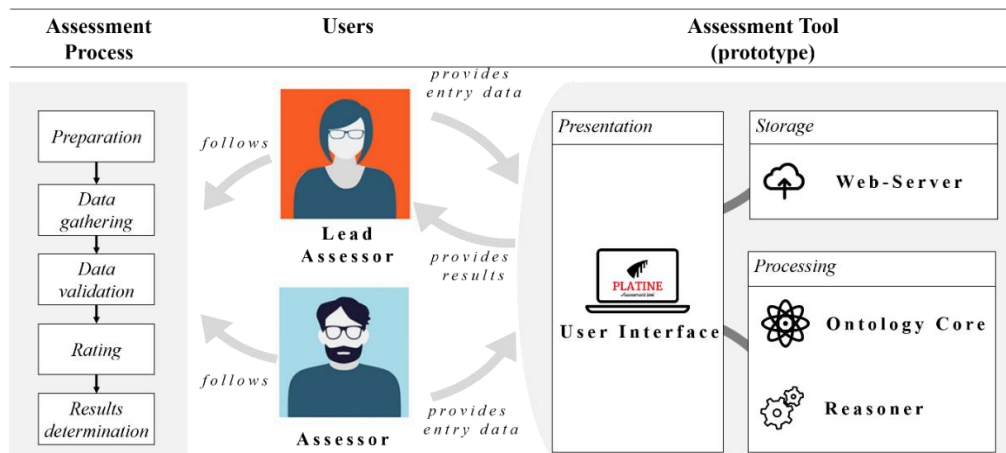 Assessment
Process
Users
Assessment Tool
(prototype)
Preparation
Data
gathering
Data
validation
Rating
Results
determination
follows
follows
Lead
Assessor
Assessor
provides
entry data
provides
results
provides
entry data
Presentation
PLATINE
Assessment tool
User Interface
Storage
Web-Server
Processing
Ontology Core
Reasoner